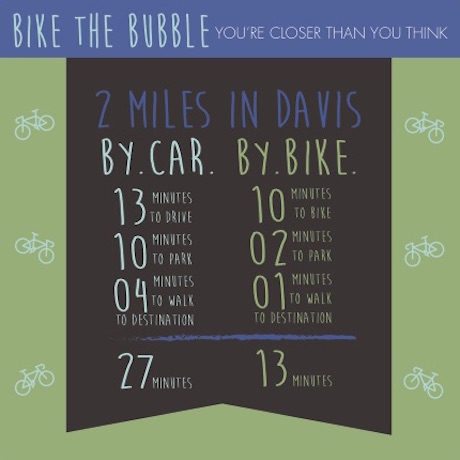 BIKE THE BUBBLE YOU'RE CLOSER THAN YOU THINK
2 MILES IN DAVIS
BY.CAR. BY.BIKE.
13 MINUTES TO DRIVE
10 MINUTES TO BIKE
10 MINUTES TO PARK
02 MINUTES TO PARK
04 MINUTES TO WALK
TO DESTINATION
01 MINUTES TO WALK
TO DESTINATION
27 MINUTES
13 MINUTES